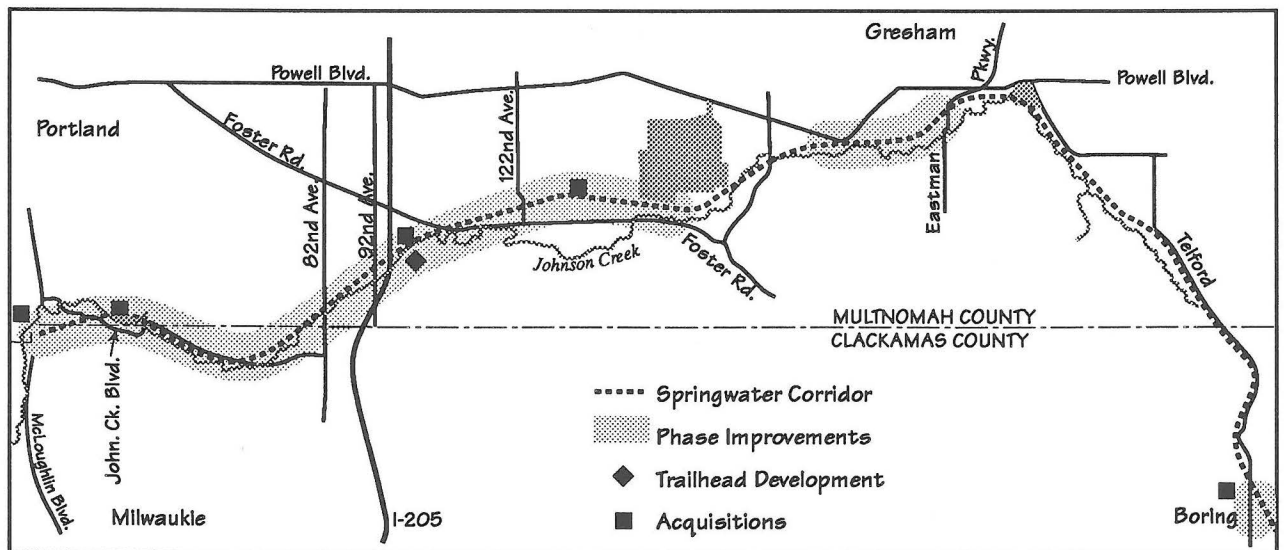 Gresham
Pkwy.
Powell Blvd.
Powell Blvd.
Portland
Foster Rd.
122nd Ave.
82nd Ave.
92nd Ave.
Eastman
Johnson Creek
Foster Rd.
Telford
MULTNOMAH COUNTY
CLACKAMAS COUNTY
John. Ck. Blvd.
McLoughlin Blvd.
Springwater Corridor
Phase Improvements
Trailhead Development
Acquisitions
Milwaukie
I-205
Boring